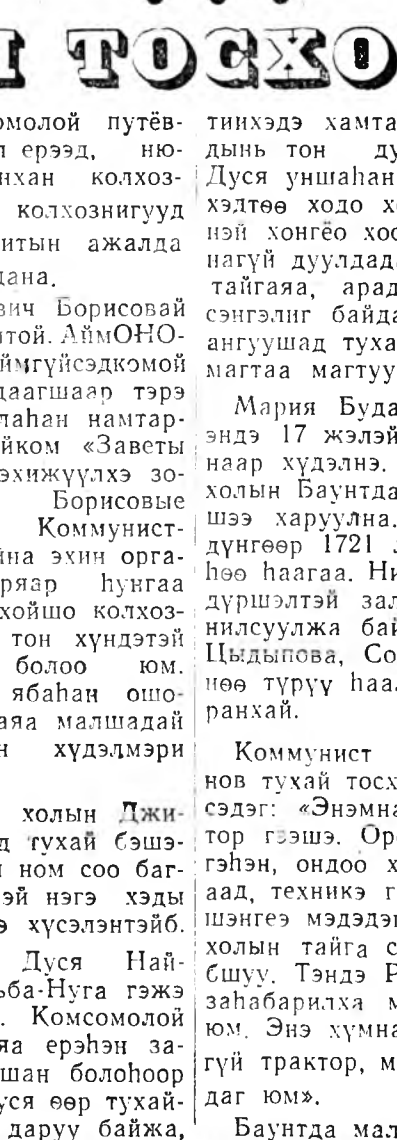 ТОСХО
омолой путёв-
л ерээд, ню-
нхан колхоз-
колхознигууд
итын ажалда
дана.
вич Борисовай
итой. АймОНО-
ймгүйсэдкомой
даагшаар тэрэ
лаһан намтар-
йком «Заветы
эхижүүлхэ зо-
Борисовые
Коммунист-
йна эхин орга-
ряар һунгаа
хойшо колхоз-
тон хүндэтэй
болоо юм.
ябаһан ошо-
аяа малшадай
н хүдэлмэри
холын Джи-
д тухай бэшэ-
н ном соо баг-
эй нэгэ хэды
э хүсэлэнтэйб.
Дуся Най-
ьба-Нуга гэжэ
. Комсомолой
яа ерэһэн за-
шан болоһоор
уся өөр тухай-
даруу байжа,
тиихэдэ хамта
дынь тон ду
Дуся уншаһан
хэлтөө ходо х
нэй хонгёо хоо
нагүй дуулдад
тайгаяа, арад
сэнгэлиг байда
ангуушад туха
магтаа магтуу
Мария Буда
эндэ 17 жэлэй
наар хүдэлнэ.
холын Баунтда
шээ харуулна.
дүнгөөр 1721
һөө һаагаа. Ни
дүршэлтэй зал
нилсуулжа бай
Цыдыпова, Со
нөө түрүү һаа
ранхай.
Коммунист
нов тухай тосх
сэдэг: «Энэмна
тор гээшэ. Ор
гэһэн, ондоо х
аад, техникэ г
шэнгеэ мэдэдэг
холын тайга с
бшуу. Тэндэ Р
заһабарилха м
юм. Энэ хүмна
гүй трактор, м
даг юм».
Баунтда мал